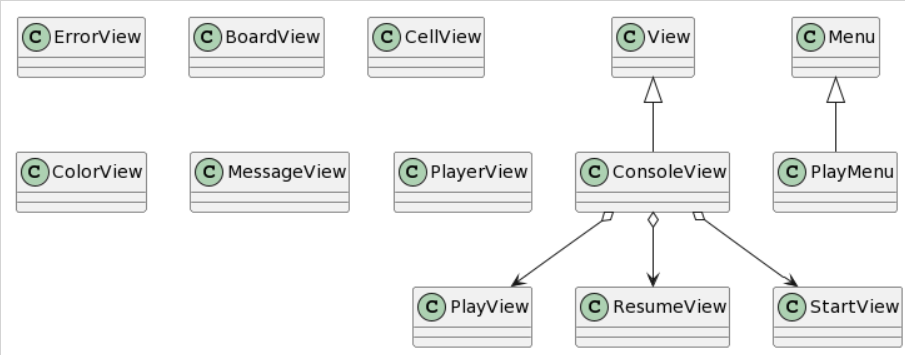 C ErrorView C BoardView C CellView C View C Menu
C ColorView C MessageView C PlayerView C ConsoleView C PlayMenu
C PlayView C ResumeView C StartView